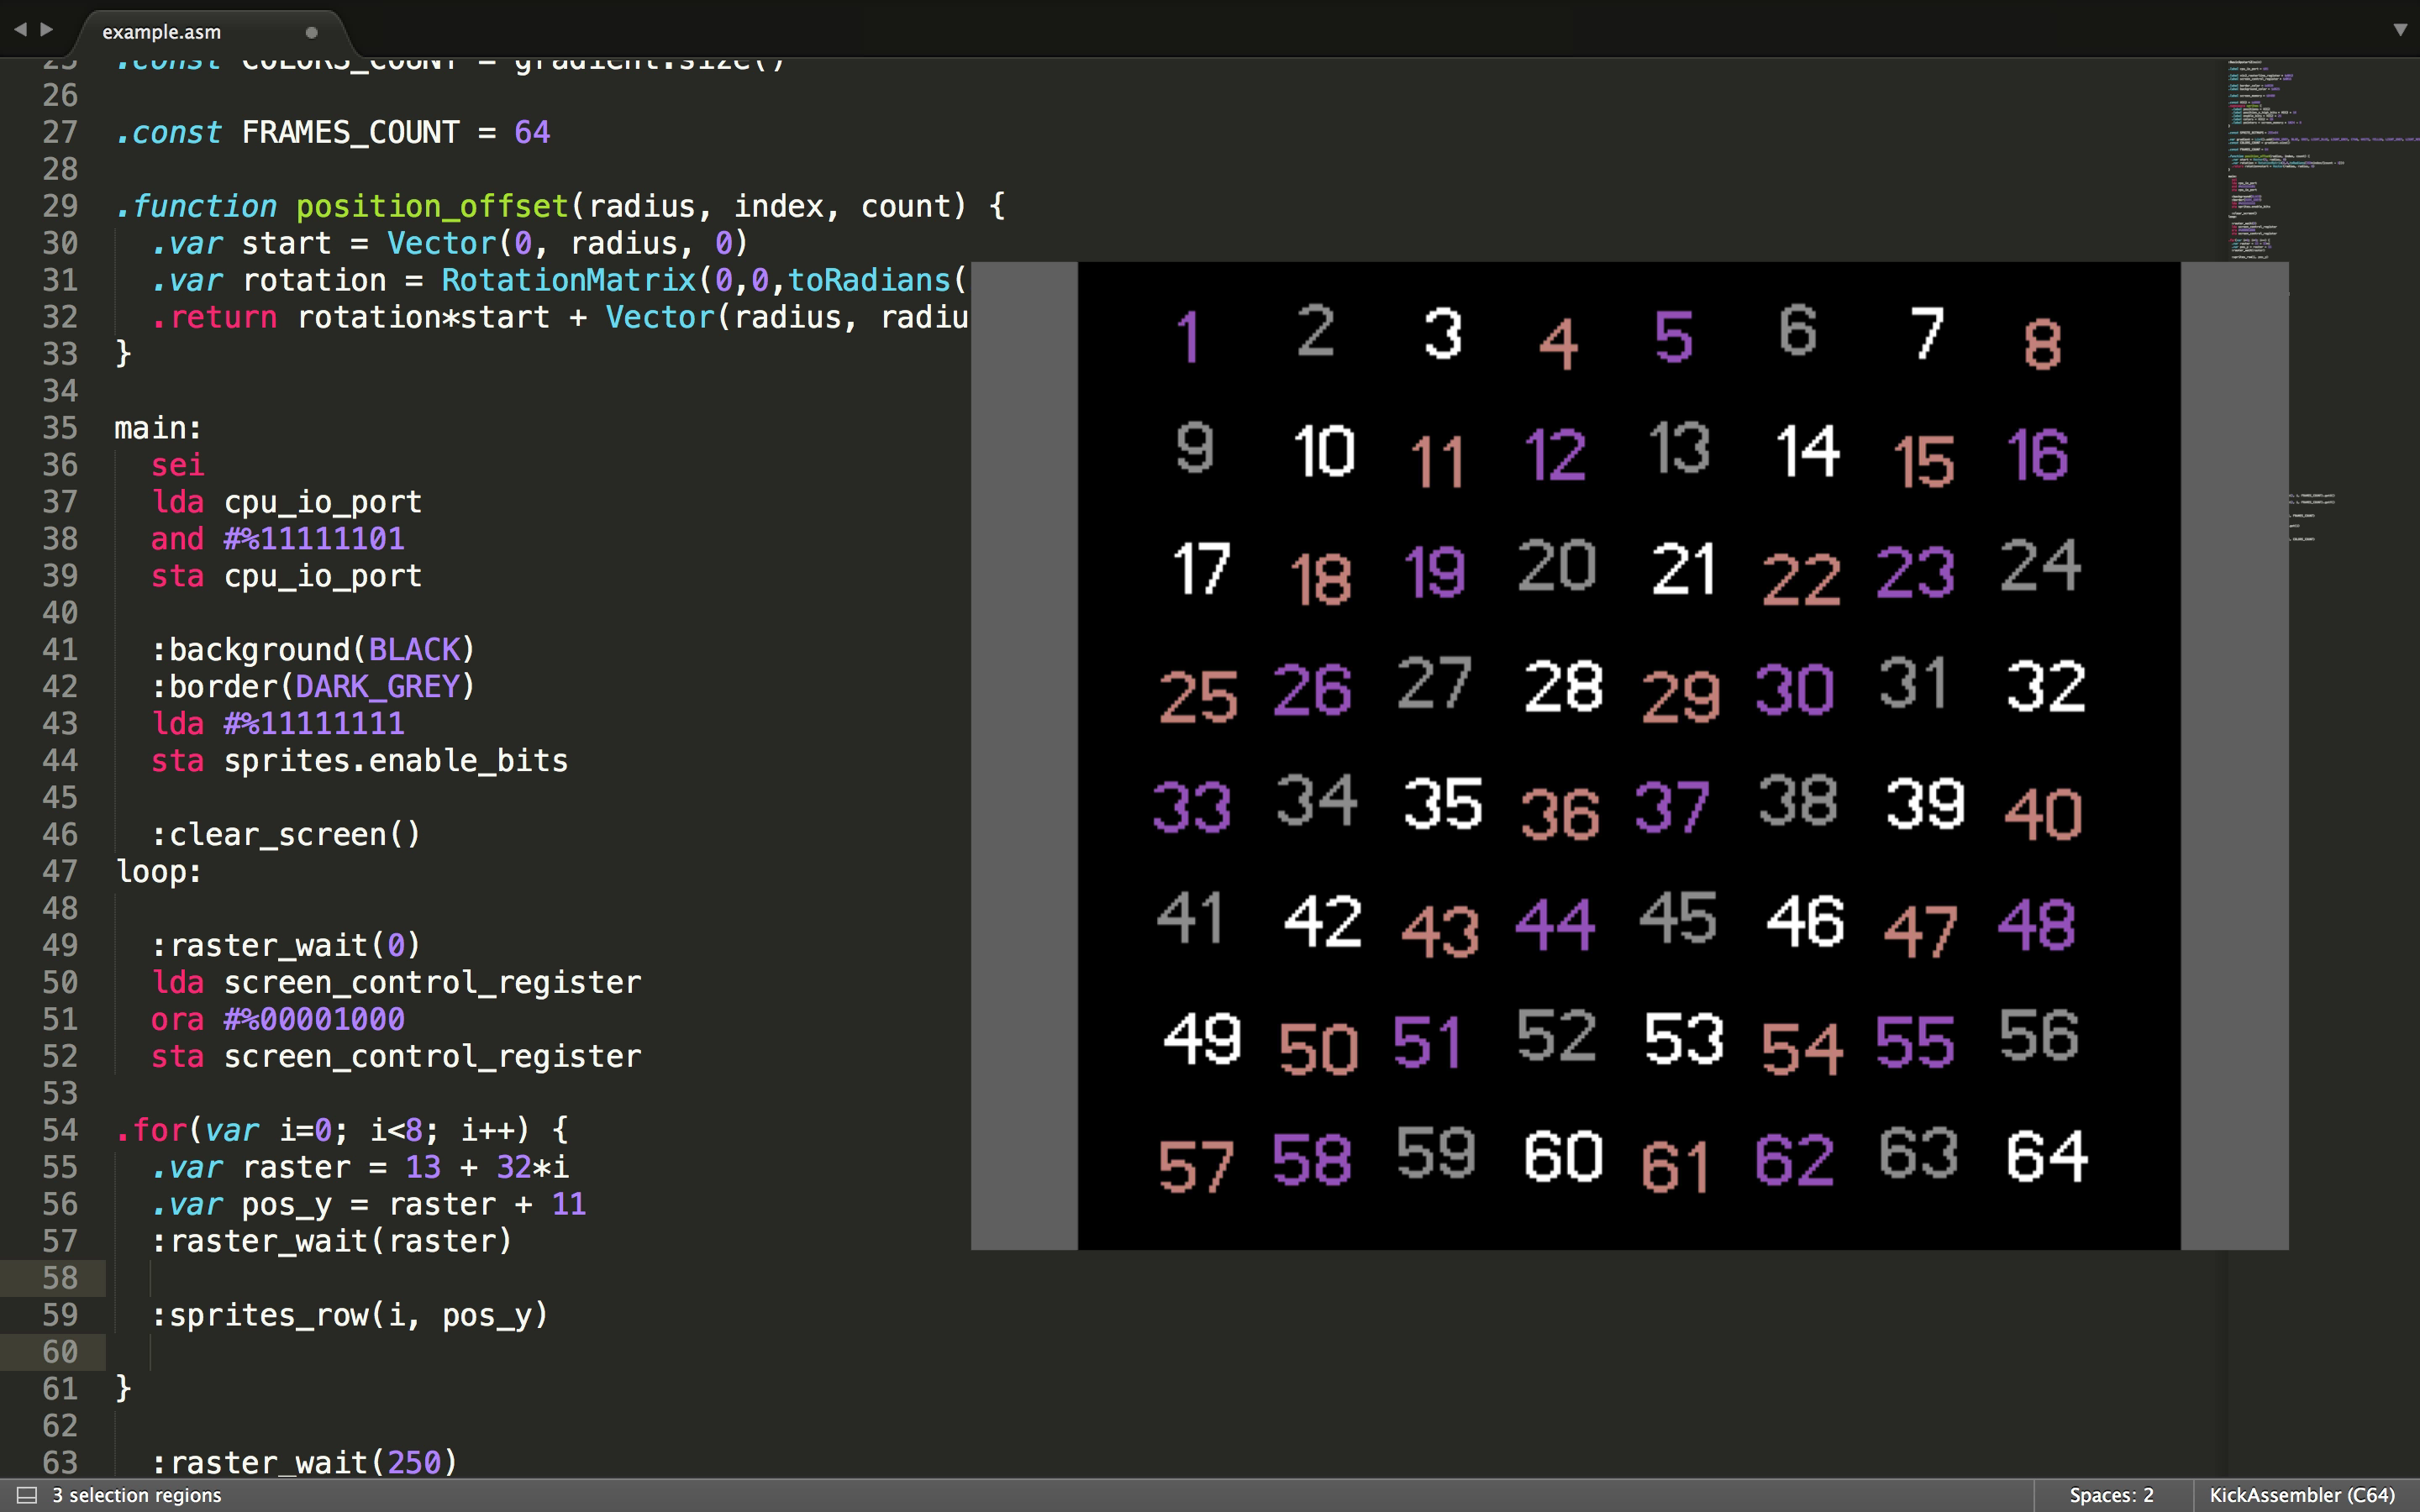 example.asm
25 .const COLORS_COUNT = gradient.size()
26
27 .const FRAMES_COUNT = 64
28
29 .function position_offset(radius, index, count) {
30 .var start = Vector(0, radius, 0)
31 .var rotation = RotationMatrix(0,0,toRadians(
32 .return rotation*start + Vector(radius, radiu
33 }
34
35 main:
36 sei
37 lda cpu_io_port
38 and #%11111101
39 sta cpu_io_port
40
41 :background(BLACK)
42 :border(DARK_GREY)
43 lda #%11111111
44 sta sprites.enable_bits
45
46 :clear_screen()
47 loop:
48
49 :raster_wait(0)
50 lda screen_control_register
51 ora #%00001000
52 sta screen_control_register
53
54 .for(var i=0; i<8; i++) {
55 .var raster = 13 + 32*i
56 .var pos_y = raster + 11
57 :raster_wait(raster)
58
59 :sprites_row(i, pos_y)
60
61 }
62
63 :raster_wait(250)
1 2 3 4 5 6 7 8
9 10 11 12 13 14 15 16
17 18 19 20 21 22 23 24
25 26 27 28 29 30 31 32
33 34 35 36 37 38 39 40
41 42 43 44 45 46 47 48
49 50 51 52 53 54 55 56
57 58 59 60 61 62 63 64
3 selection regions
Spaces: 2
KickAssembler (C64)